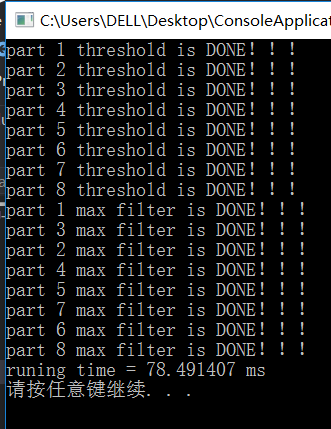 C:\Users\DELL\Desktop\ConsoleApplicat
part 1 threshold is DONE！！！
part 2 threshold is DONE！！！
part 3 threshold is DONE！！！
part 4 threshold is DONE！！！
part 5 threshold is DONE！！！
part 6 threshold is DONE！！！
part 7 threshold is DONE！！！
part 8 threshold is DONE！！！
part 1 max filter is DONE！！！
part 3 max filter is DONE！！！
part 2 max filter is DONE！！！
part 4 max filter is DONE！！！
part 5 max filter is DONE！！！
part 7 max filter is DONE！！！
part 6 max filter is DONE！！！
part 8 max filter is DONE！！！
runing time = 78.491407 ms
请按任意键继续. . .